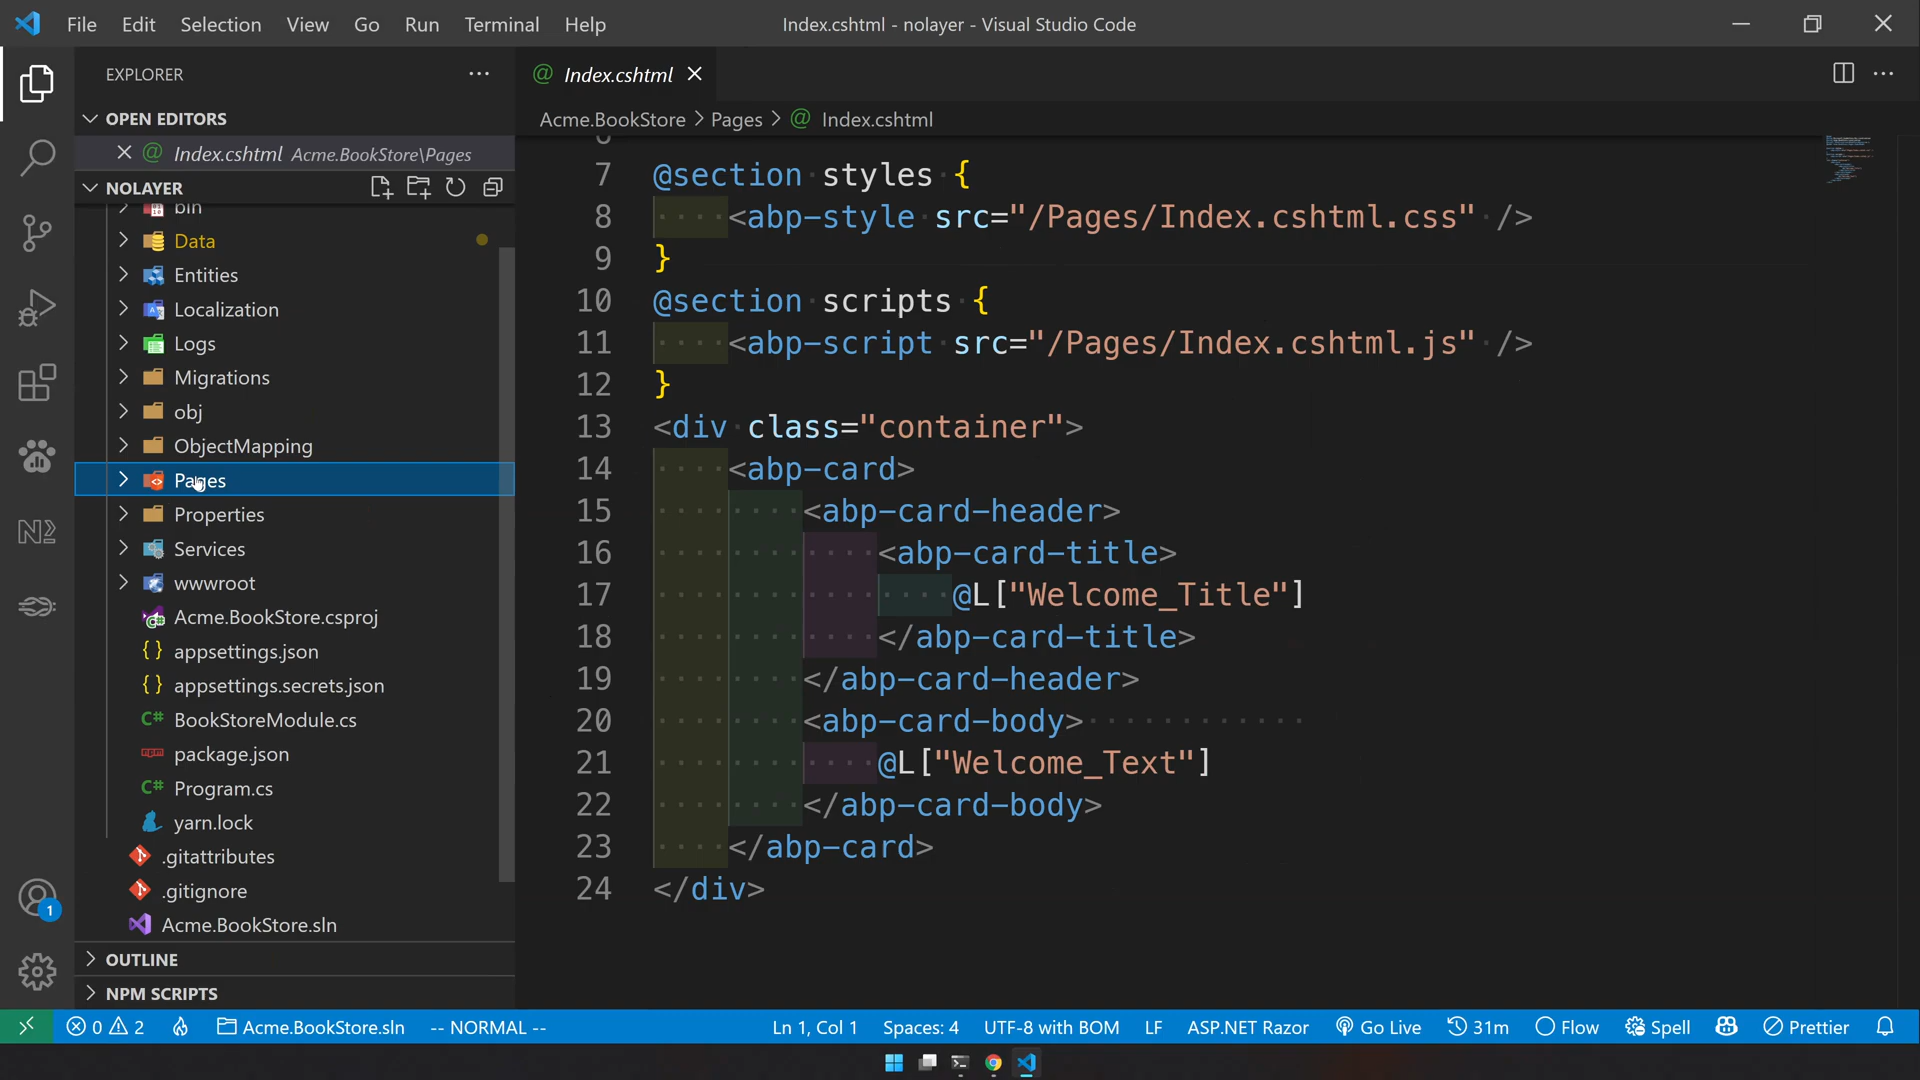 File Edit Selection View Go Run Terminal Help
Index.cshtml - nolayer - Visual Studio Code
EXPLORER
OPEN EDITORS
Index.cshtml Acme.BookStore\Pages
NOLAYER
bin
Data
Entities
Localization
Logs
Migrations
obj
ObjectMapping
Pages
Properties
Services
wwwroot
Acme.BookStore.csproj
{ } appsettings.json
{ } appsettings.secrets.json
C# BookStoreModule.cs
npm package.json
C# Program.cs
yarn.lock
.gitattributes
.gitignore
Acme.BookStore.sln
OUTLINE
NPM SCRIPTS
1
@ Index.cshtml
Acme.BookStore > Pages > @ Index.cshtml
7 @section styles {
8 <abp-style src="/Pages/Index.cshtml.css" />
9 }
10 @section scripts {
11 <abp-script src="/Pages/Index.cshtml.js" />
12 }
13 <div class="container">
14 <abp-card>
15 <abp-card-header>
16 <abp-card-title>
17 @L["Welcome_Title"]
18 </abp-card-title>
19 </abp-card-header>
20 <abp-card-body>
21 @L["Welcome_Text"]
22 </abp-card-body>
23 </abp-card>
24 </div>
0 2 Acme.BookStore.sln -- NORMAL -- Ln 1, Col 1 Spaces: 4 UTF-8 with BOM LF ASP.NET Razor Go Live 31m Flow Spell Prettier